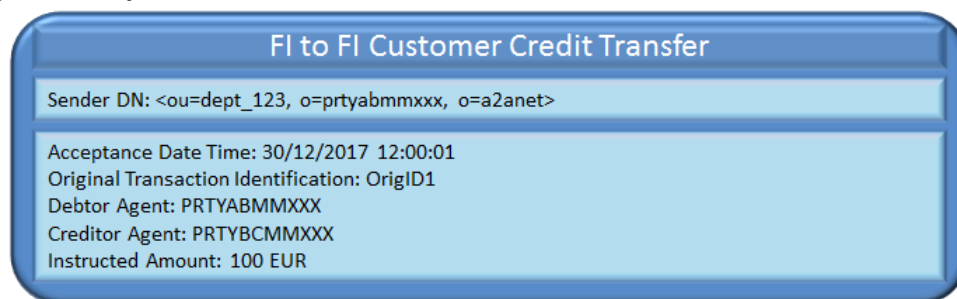 FI to FI Customer Credit Transfer
Sender DN: <ou=dept_123, o=prtyabmmxxx, o=a2anet>
Acceptance Date Time: 30/12/2017 12:00:01
Original Transaction Identification: OrigID1
Debtor Agent: PRTYABMMXXX
Creditor Agent: PRTYBCMMXXX
Instructed Amount: 100 EUR